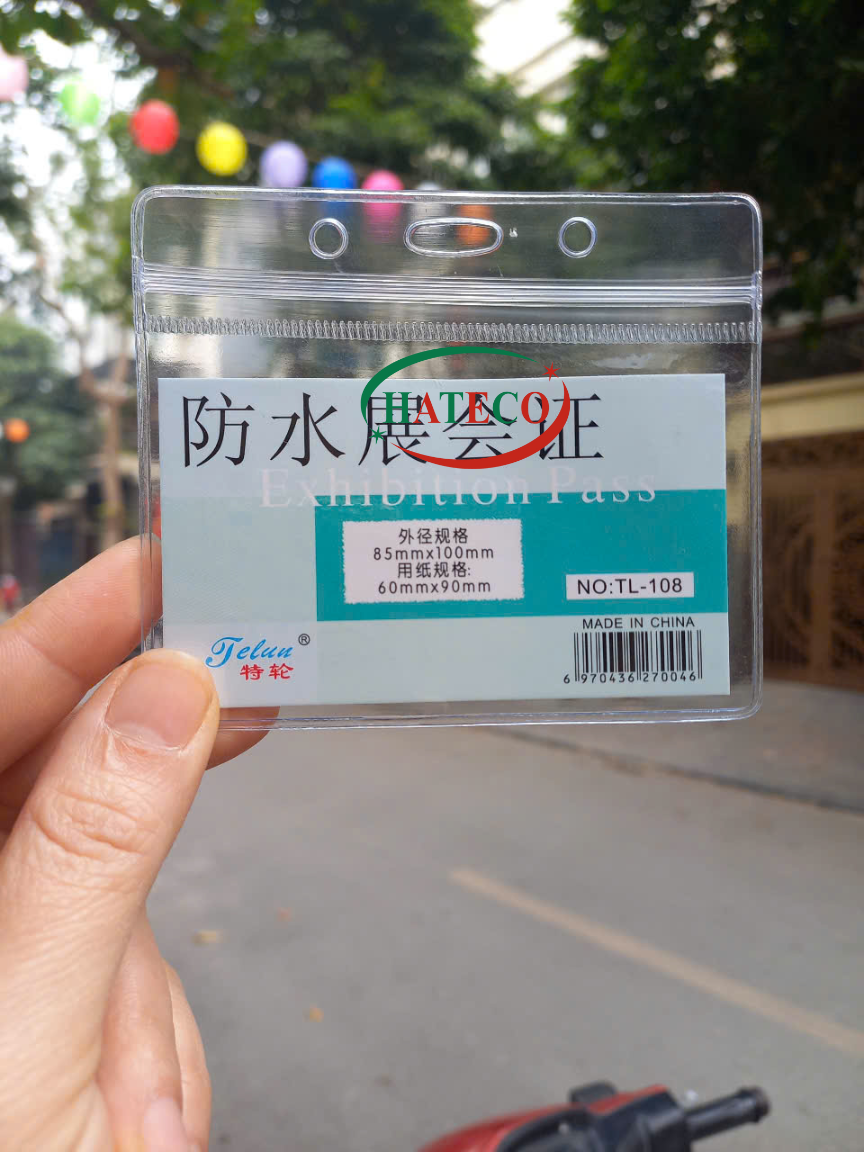 HATECO
防水展会证
Exhibition Pass
外径规格
85mmx100mm
用纸规格:
60mmx90mm
NO:TL-108
MADE IN CHINA
Telun®
特轮
6 970436 270046